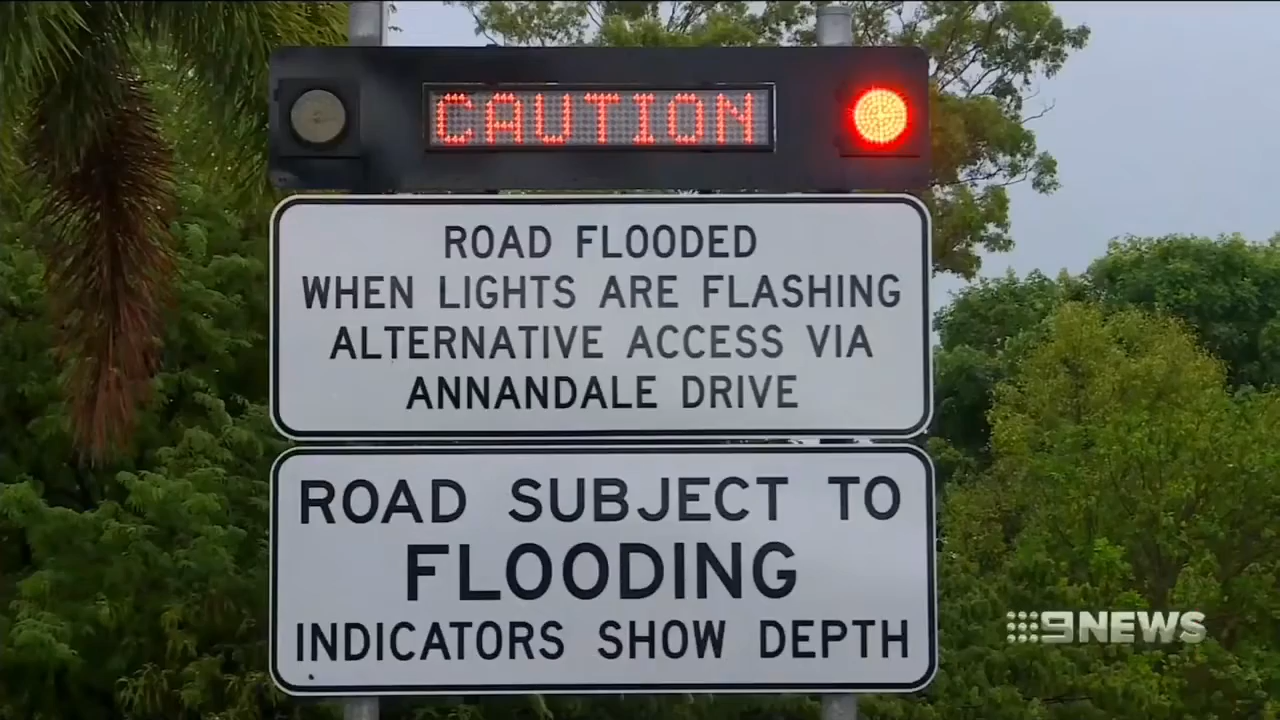 CAUTION
ROAD FLOODED
WHEN LIGHTS ARE FLASHING
ALTERNATIVE ACCESS VIA
ANNANDALE DRIVE
ROAD SUBJECT TO
FLOODING
INDICATORS SHOW DEPTH
9NEWS